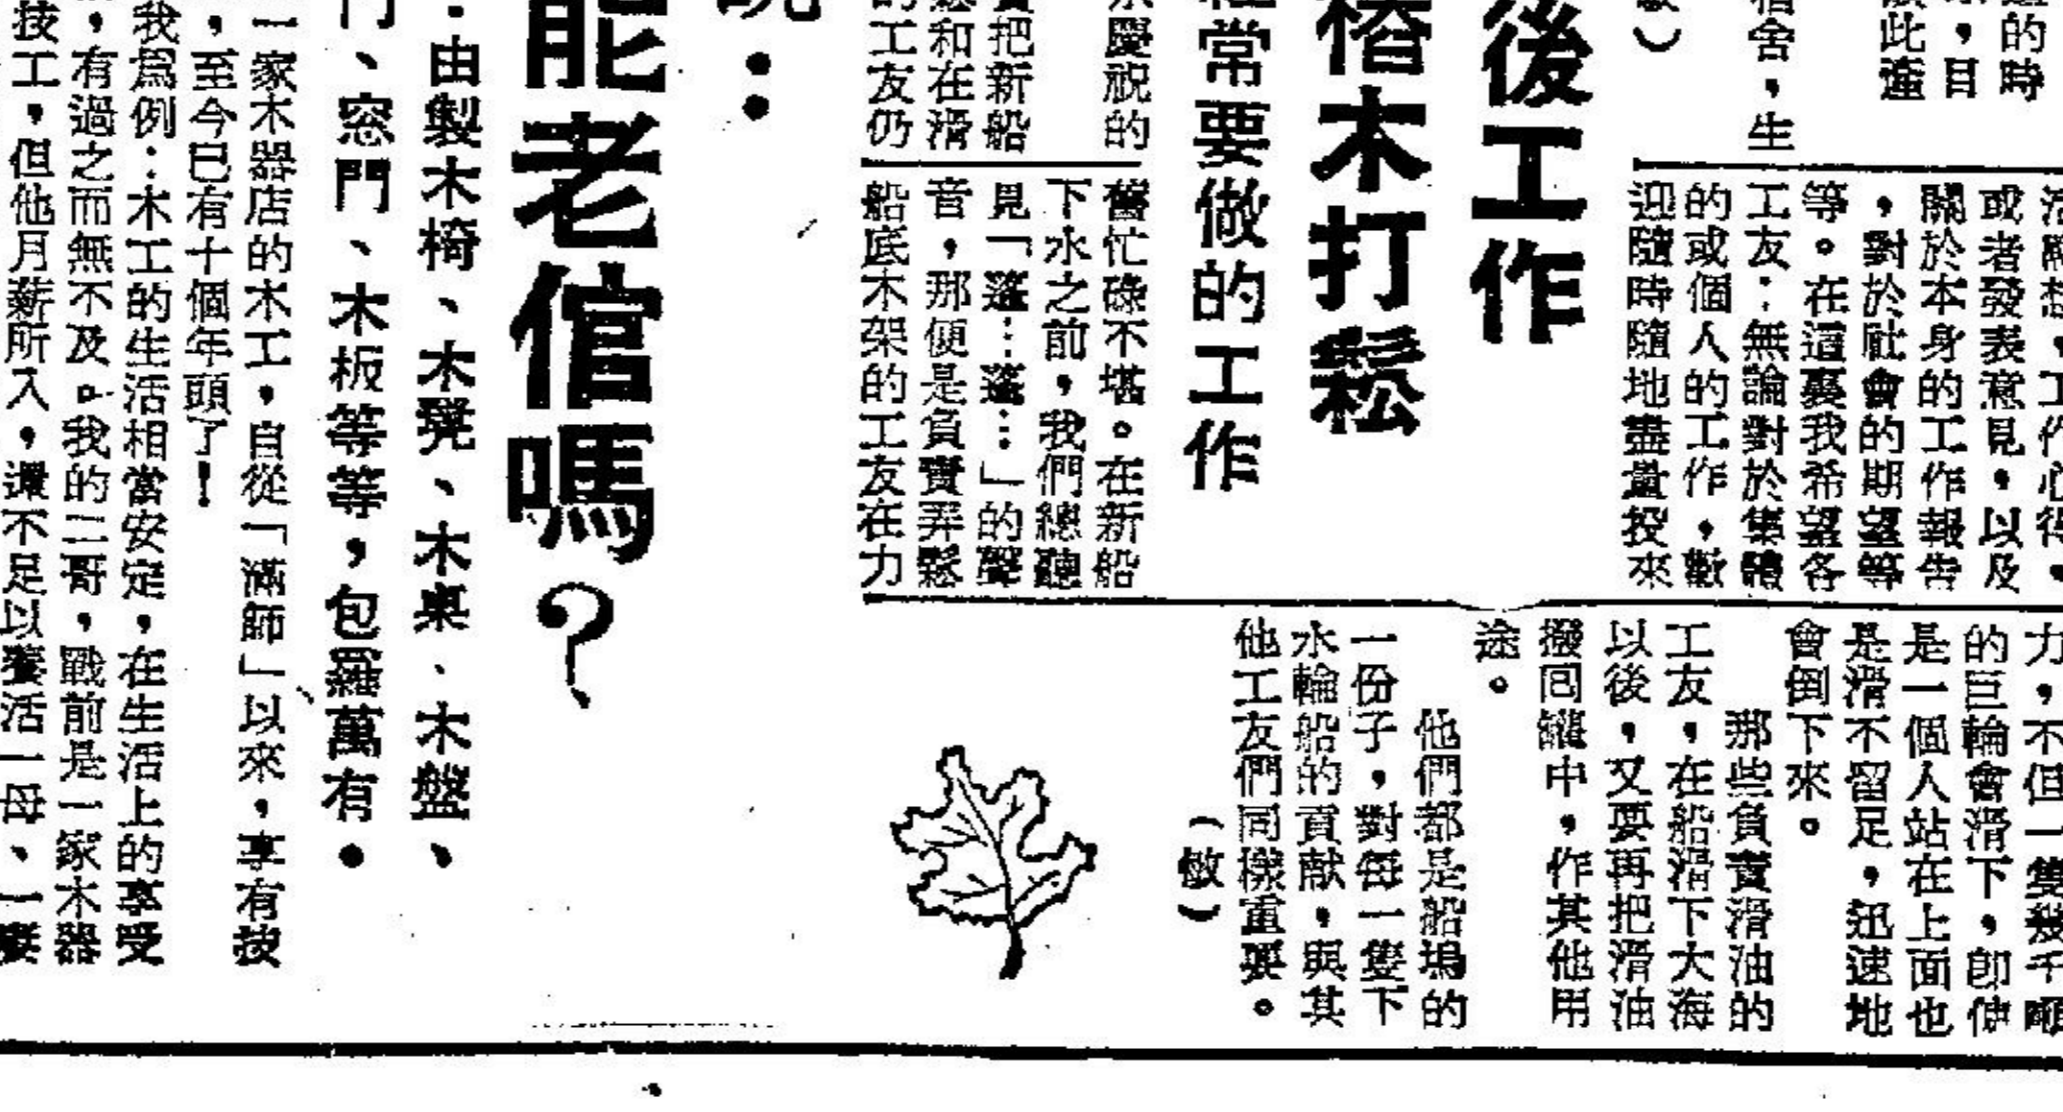 的時
，目
此
宿舍，生
）
想，工作心得，
或者發表意見，以及
關於本身的工作報告
，對於社會的期望等
等。在這裏我希望各
工友：無論對於集體
的或個人的工作，歡
迎隨時隨地盡量投來
後工作
木打鬆
常要做的工作
慶祝的
把新船
和在滑
的工友仍
舊忙碌不堪。在新船
下水之前，我們總聽
見「蓬…蓬…」的聲
音，那便是負責弄鬆
船底木架的工友在力
力，不但一隻幾千噸
的巨輪會滑下，卽使
是一個人站在上面也
是滑不留足，迅速地
會倒下來。
那些負責滑油的
工友，在船滑下大海
以後，又要再把滑油
搬囘罐中，作其他用
途。
他們都是船塢的
一份子，對每一隻下
水輪船的貢献，與其
他工友們同樣重要。
（敏）
能老倌嗎？
由製木椅、木凳、木桌、木盤、
門、窓門、木板等等，包羅萬有。
一家木器店的木工，自從「滿師」以來，享有技
，至今已有十個年頭了！
我爲例：木工的生活相當安定，在生活上的享受
，有過之而無不及。我的二哥，戰前是一家木器
技工，但他月薪所入，還不足以養活一母、一妻